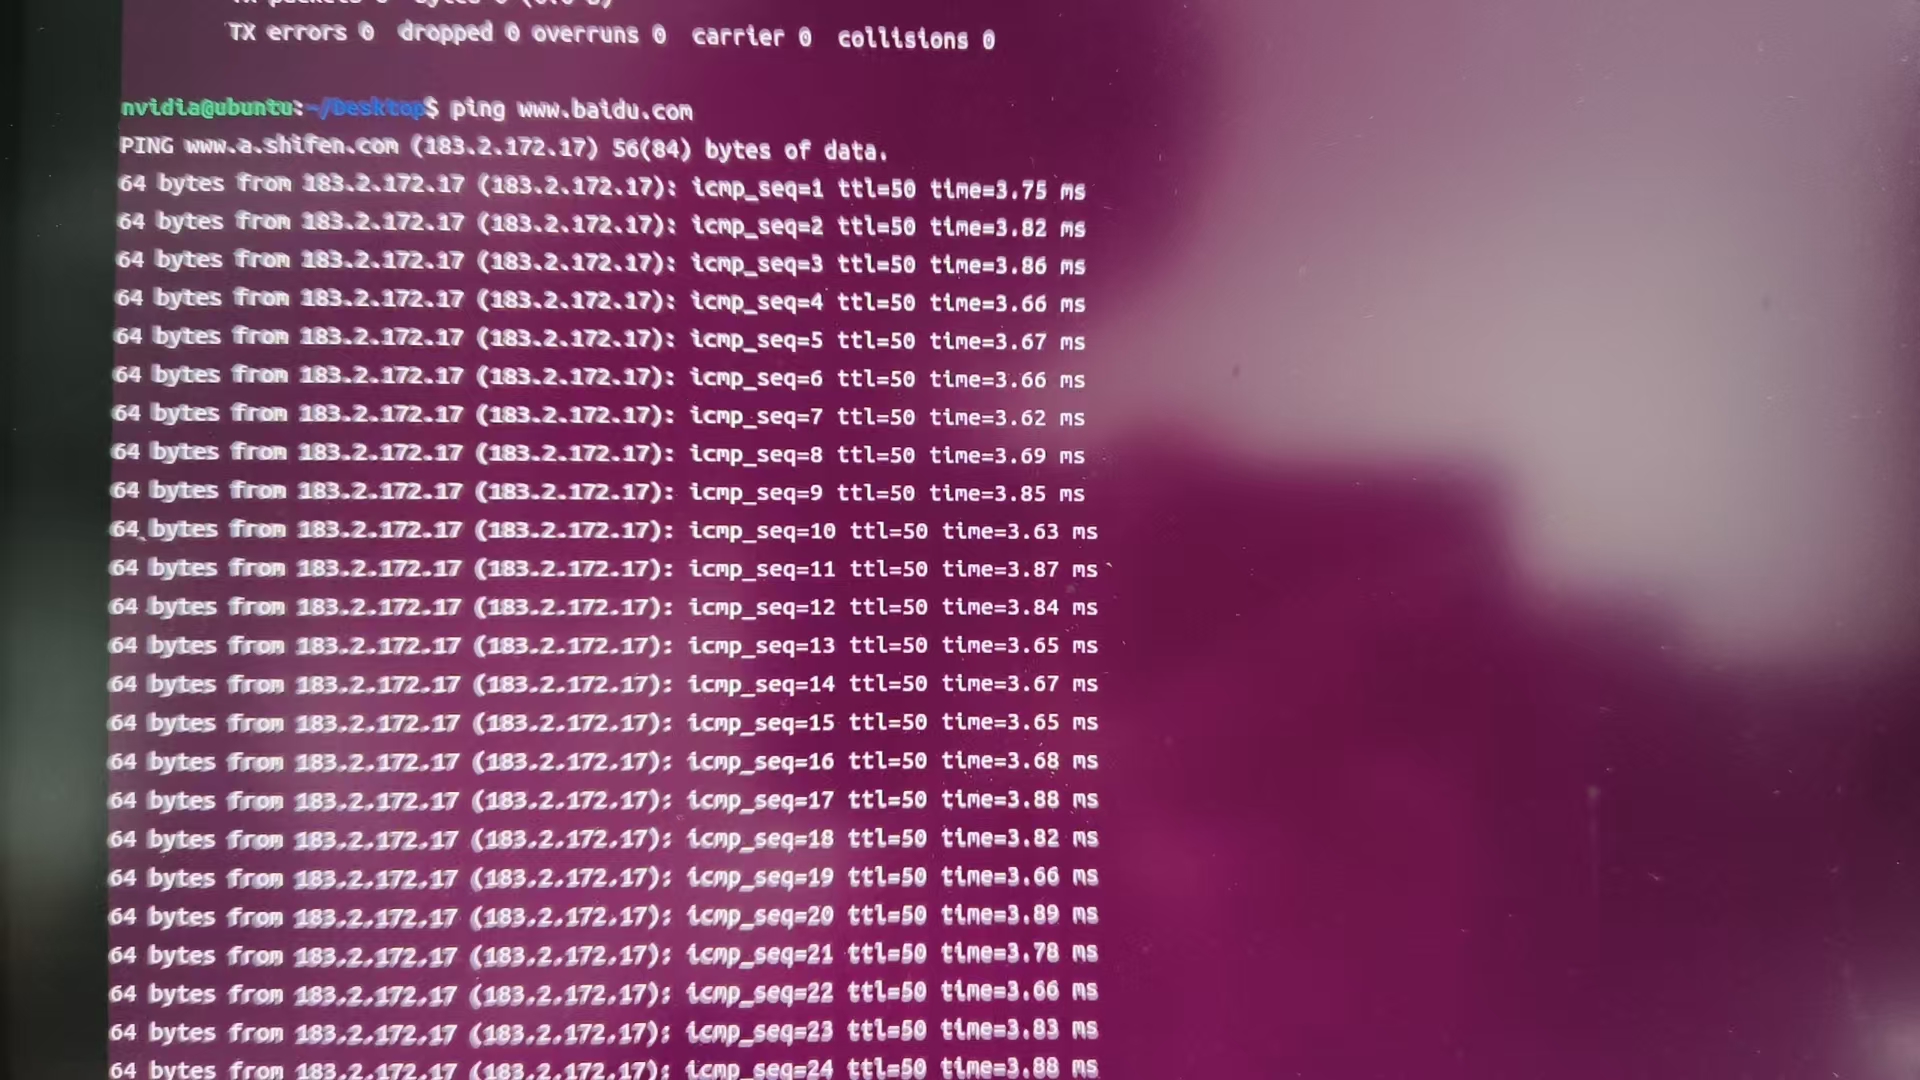 TX packets 0 bytes 0 (0.0 B)
TX errors 0 dropped 0 overruns 0 carrier 0 collisions 0
nvidia@ubuntu:~/Desktop$ ping www.baidu.com
PING www.a.shifen.com (183.2.172.17) 56(84) bytes of data.
64 bytes from 183.2.172.17 (183.2.172.17): icmp_seq=1 ttl=50 time=3.75 ms
64 bytes from 183.2.172.17 (183.2.172.17): icmp_seq=2 ttl=50 time=3.82 ms
64 bytes from 183.2.172.17 (183.2.172.17): icmp_seq=3 ttl=50 time=3.86 ms
64 bytes from 183.2.172.17 (183.2.172.17): icmp_seq=4 ttl=50 time=3.66 ms
64 bytes from 183.2.172.17 (183.2.172.17): icmp_seq=5 ttl=50 time=3.67 ms
64 bytes from 183.2.172.17 (183.2.172.17): icmp_seq=6 ttl=50 time=3.66 ms
64 bytes from 183.2.172.17 (183.2.172.17): icmp_seq=7 ttl=50 time=3.62 ms
64 bytes from 183.2.172.17 (183.2.172.17): icmp_seq=8 ttl=50 time=3.69 ms
64 bytes from 183.2.172.17 (183.2.172.17): icmp_seq=9 ttl=50 time=3.85 ms
64 bytes from 183.2.172.17 (183.2.172.17): icmp_seq=10 ttl=50 time=3.63 ms
64 bytes from 183.2.172.17 (183.2.172.17): icmp_seq=11 ttl=50 time=3.87 ms
64 bytes from 183.2.172.17 (183.2.172.17): icmp_seq=12 ttl=50 time=3.84 ms
64 bytes from 183.2.172.17 (183.2.172.17): icmp_seq=13 ttl=50 time=3.65 ms
64 bytes from 183.2.172.17 (183.2.172.17): icmp_seq=14 ttl=50 time=3.67 ms
64 bytes from 183.2.172.17 (183.2.172.17): icmp_seq=15 ttl=50 time=3.65 ms
64 bytes from 183.2.172.17 (183.2.172.17): icmp_seq=16 ttl=50 time=3.68 ms
64 bytes from 183.2.172.17 (183.2.172.17): icmp_seq=17 ttl=50 time=3.88 ms
64 bytes from 183.2.172.17 (183.2.172.17): icmp_seq=18 ttl=50 time=3.82 ms
64 bytes from 183.2.172.17 (183.2.172.17): icmp_seq=19 ttl=50 time=3.66 ms
64 bytes from 183.2.172.17 (183.2.172.17): icmp_seq=20 ttl=50 time=3.89 ms
64 bytes from 183.2.172.17 (183.2.172.17): icmp_seq=21 ttl=50 time=3.78 ms
64 bytes from 183.2.172.17 (183.2.172.17): icmp_seq=22 ttl=50 time=3.66 ms
64 bytes from 183.2.172.17 (183.2.172.17): icmp_seq=23 ttl=50 time=3.83 ms
64 bytes from 183.2.172.17 (183.2.172.17): icmp_seq=24 ttl=50 time=3.88 ms